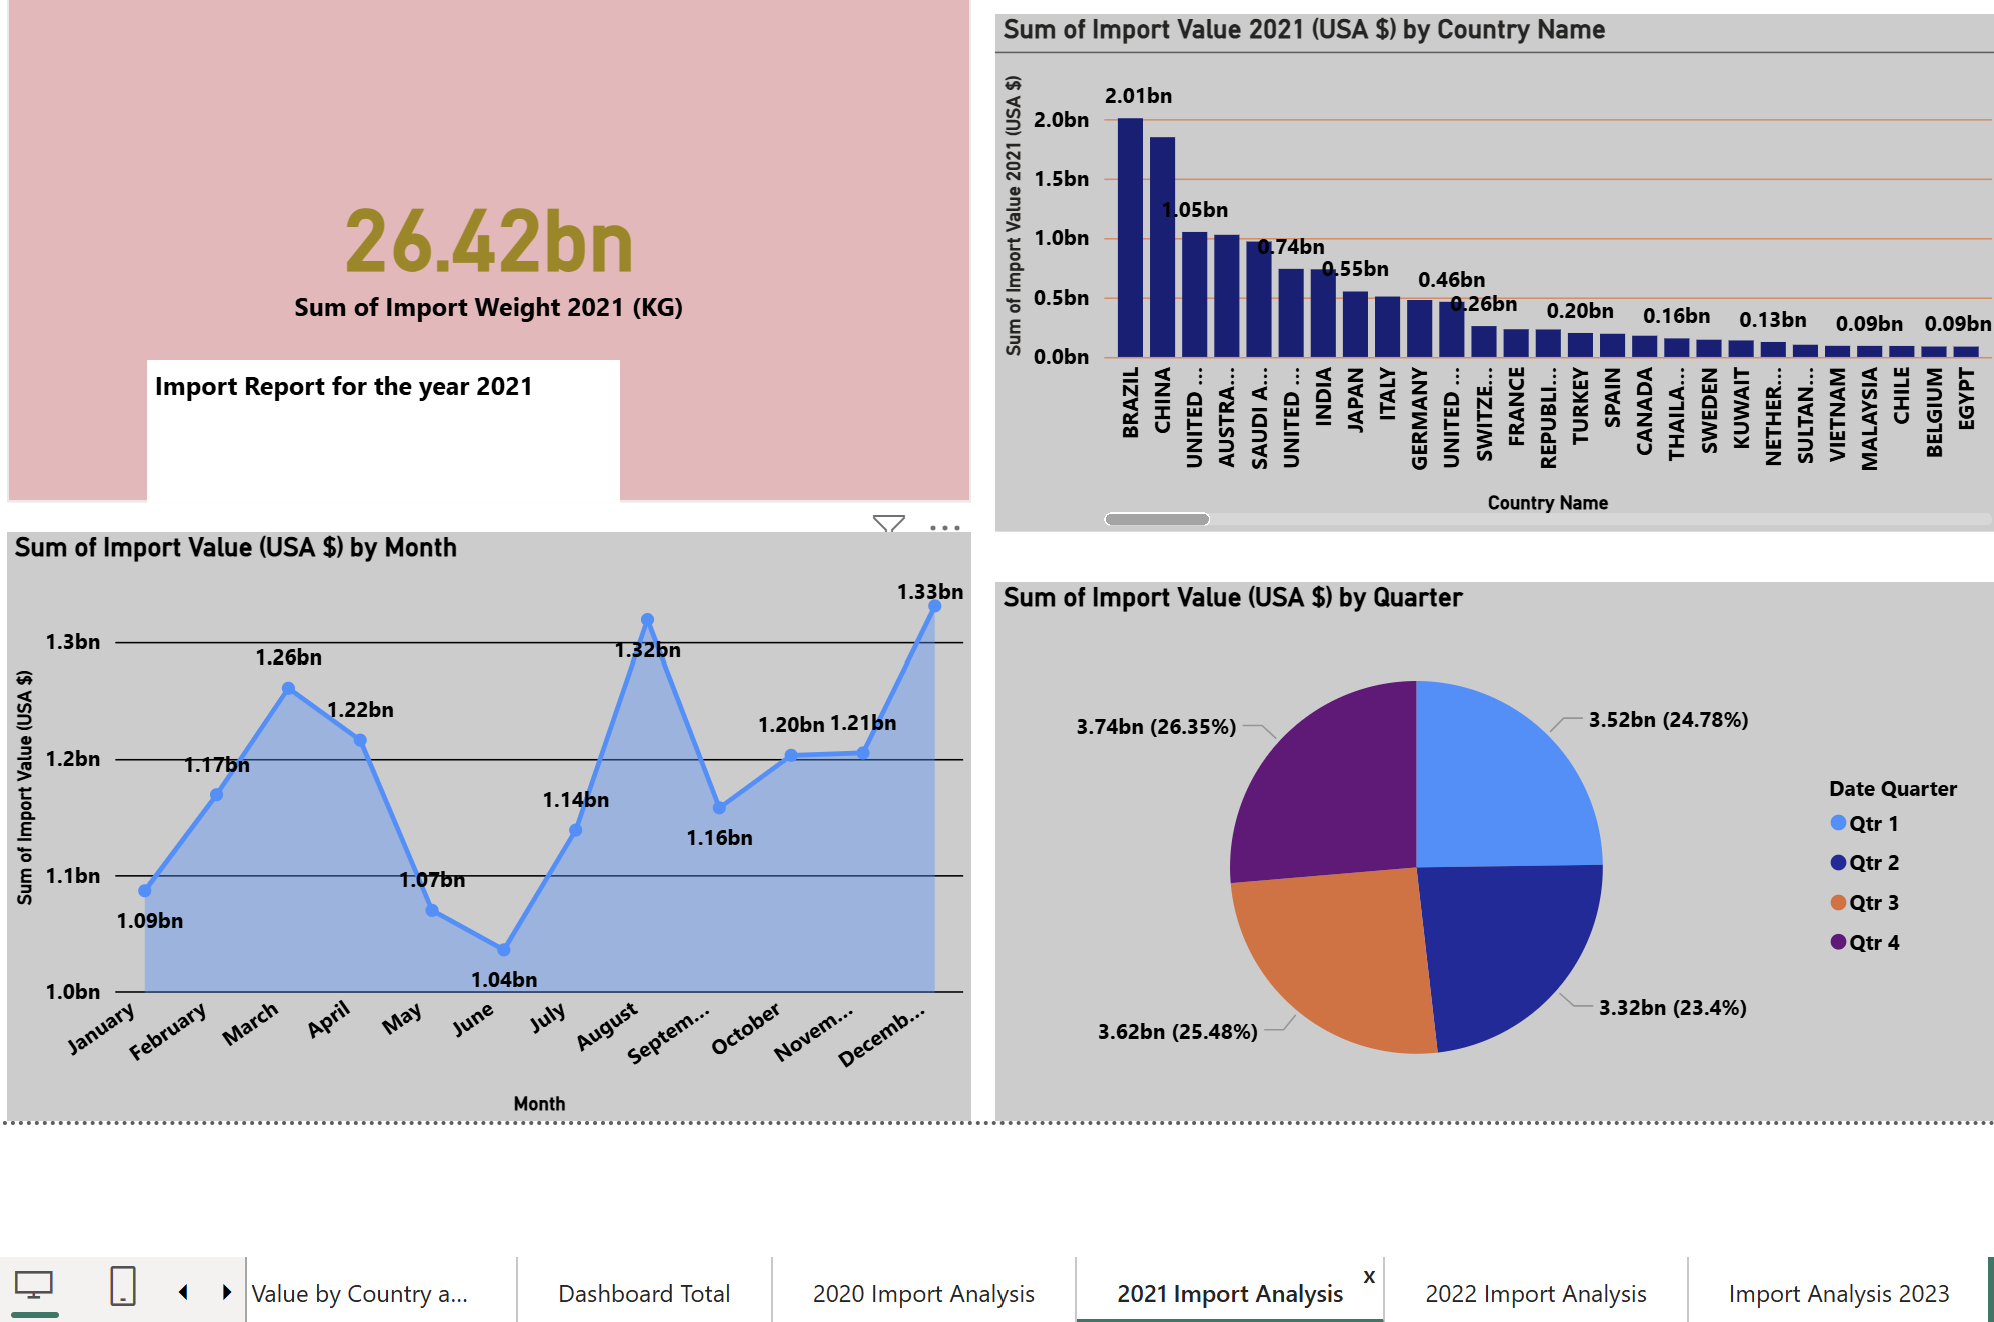 26.42bn
Sum of Import Weight 2021 (KG)
Import Report for the year 2021
Sum of Import Value 2021 (USA $) by Country Name
Sum of Import Value 2021 (USA $)
2.0bn
1.5bn
1.0bn
0.5bn
0.0bn
2.01bn
1.05bn
0.74bn
0.55bn
0.46bn
0.26bn
0.20bn
0.16bn
0.13bn
0.09bn
0.09bn
BRAZIL
CHINA
UNITED ...
AUSTRA...
SAUDI A...
UNITED ...
INDIA
JAPAN
ITALY
GERMANY
UNITED ...
SWITZE...
FRANCE
REPUBLI...
TURKEY
SPAIN
CANADA
THAILA...
SWEDEN
KUWAIT
NETHER...
SULTAN...
VIETNAM
MALAYSIA
CHILE
BELGIUM
EGYPT
Country Name
Sum of Import Value (USA $) by Month
Sum of Import Value (USA $)
1.3bn
1.2bn
1.1bn
1.0bn
1.09bn
1.17bn
1.26bn
1.22bn
1.07bn
1.04bn
1.14bn
1.32bn
1.16bn
1.20bn
1.21bn
1.33bn
January
February
March
April
May
June
July
August
Septem...
October
Novem...
Decemb...
Month
Sum of Import Value (USA $) by Quarter
3.74bn (26.35%)
3.52bn (24.78%)
3.62bn (25.48%)
3.32bn (23.4%)
Date Quarter
Qtr 1
Qtr 2
Qtr 3
Qtr 4
Value by Country a...
Dashboard Total
2020 Import Analysis
2021 Import Analysis
x
2022 Import Analysis
Import Analysis 2023